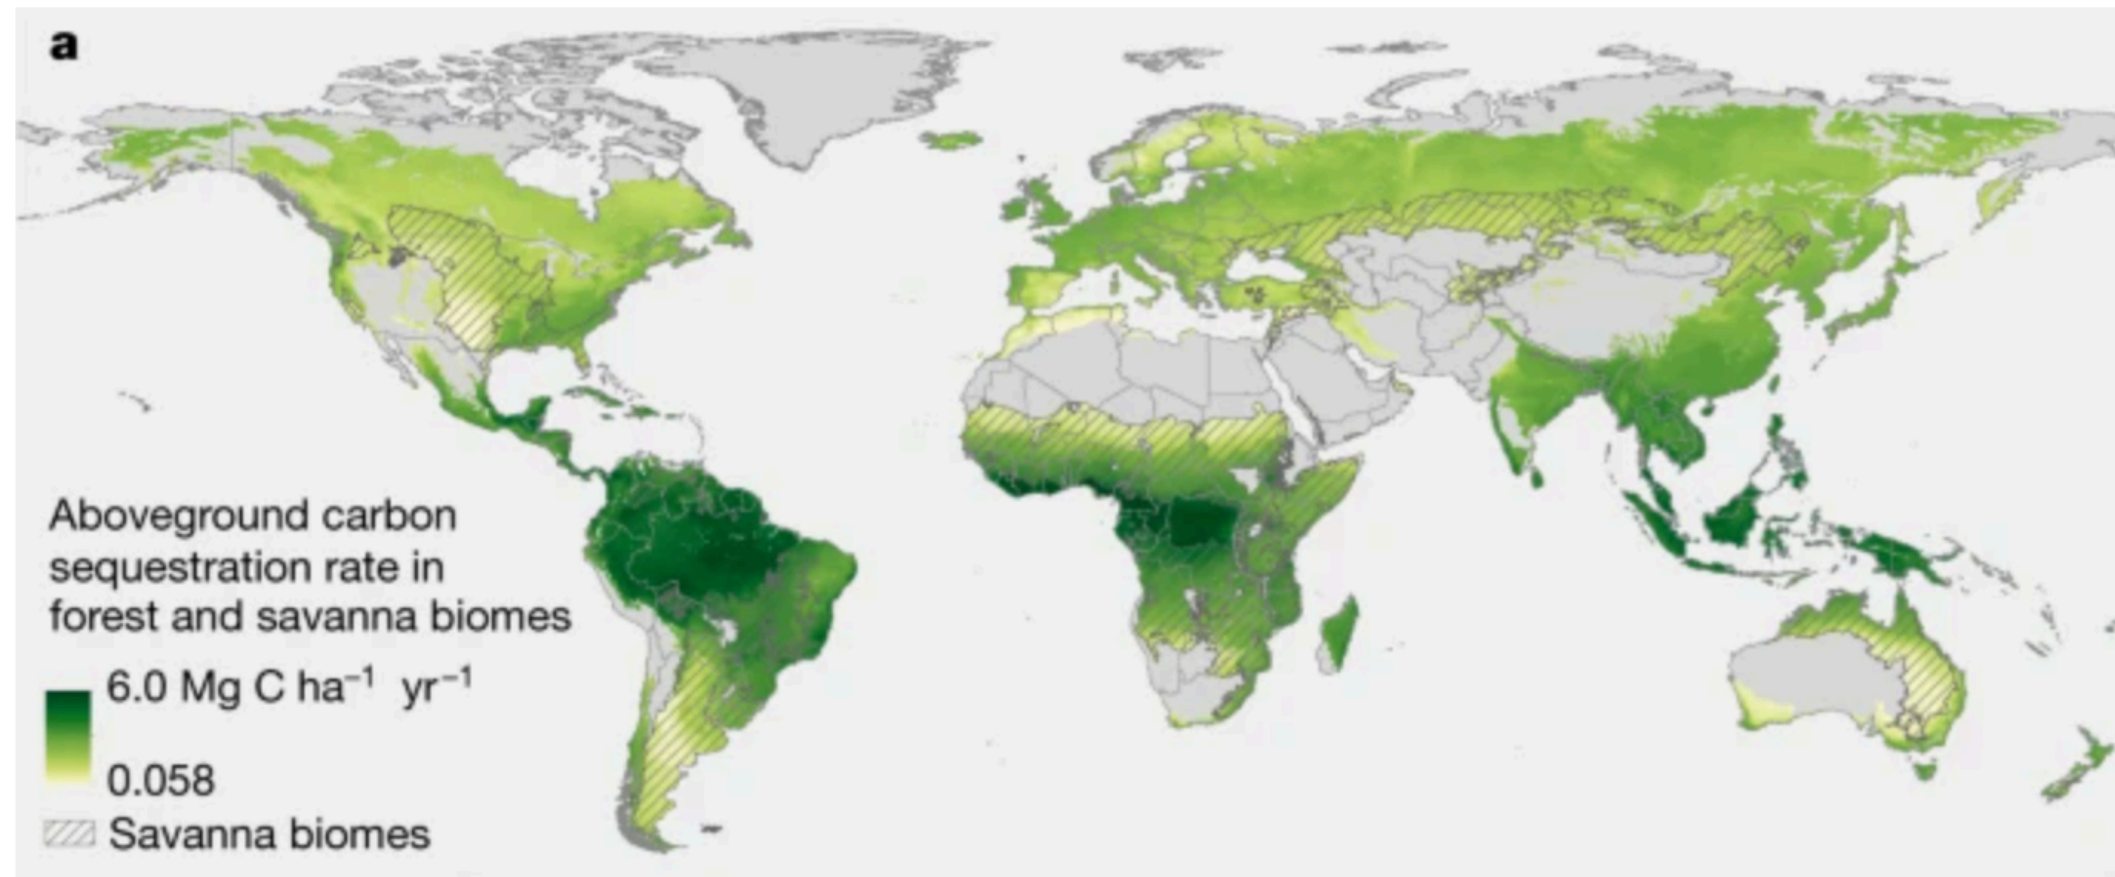 a
Aboveground carbon
sequestration rate in
forest and savanna biomes
6.0 Mg C ha⁻¹ yr⁻¹
0.058
Savanna biomes